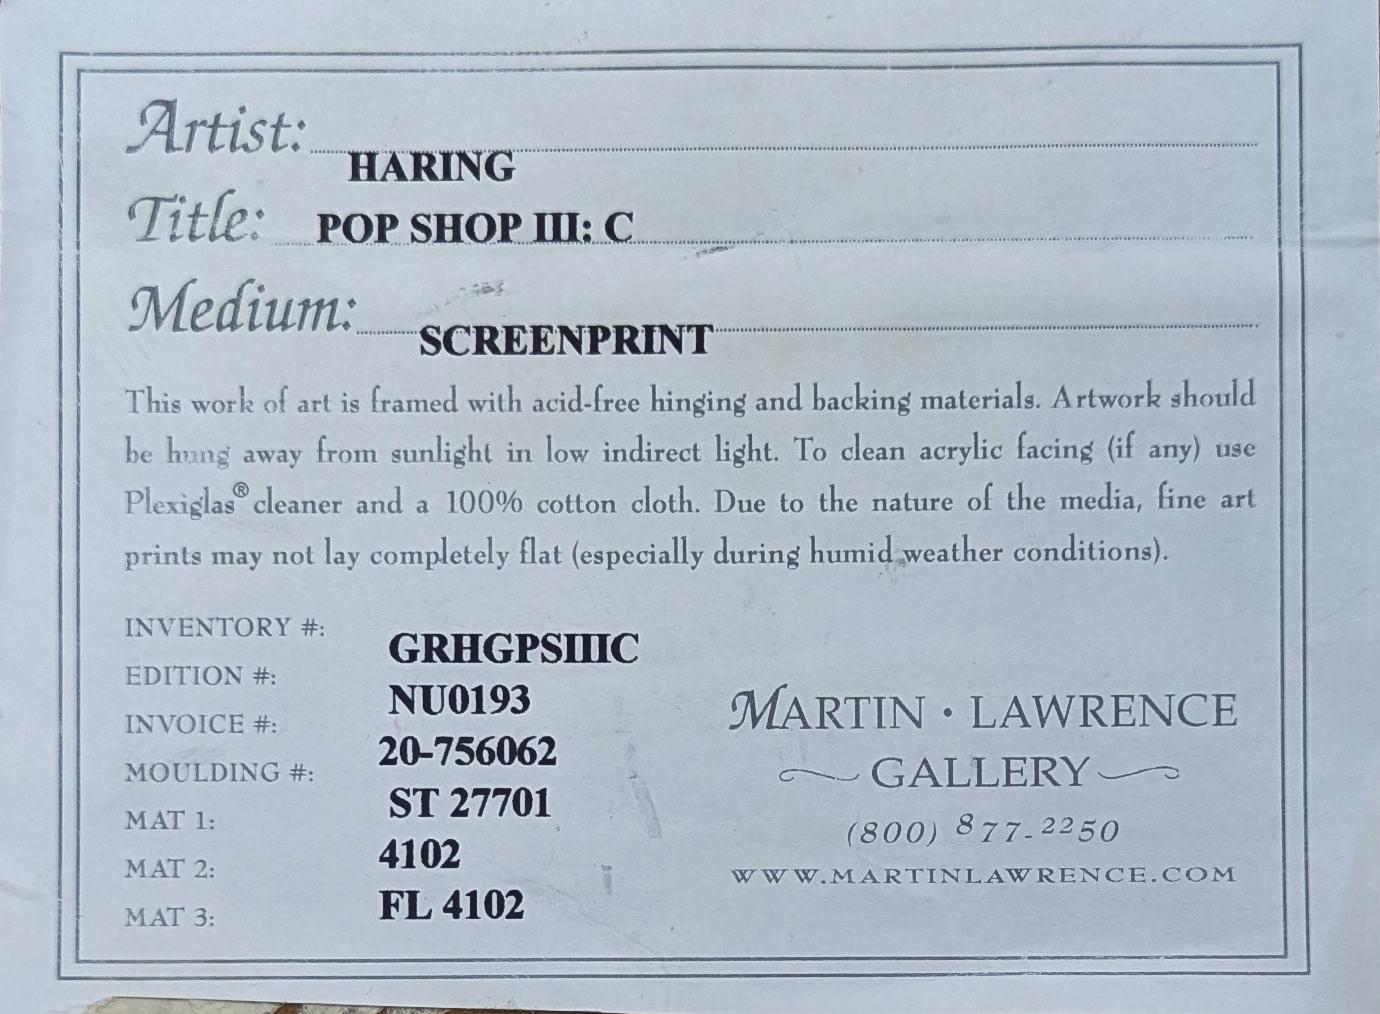 Artist: HARING
Title: POP SHOP III: C
Medium: SCREENPRINT
This work of art is framed with acid-free hinging and backing materials. Artwork should
be hung away from sunlight in low indirect light. To clean acrylic facing (if any) use
Plexiglas® cleaner and a 100% cotton cloth. Due to the nature of the media, fine art
prints may not lay completely flat (especially during humid weather conditions).
INVENTORY #: GRHGPSIIIC
EDITION #: NU0193
INVOICE #: 20-756062
MOULDING #: ST 27701
MAT 1: 4102
MAT 2: FL 4102
MAT 3:
MARTIN · LAWRENCE
GALLERY
(800) 877-2250
WWW.MARTINLAWRENCE.COM